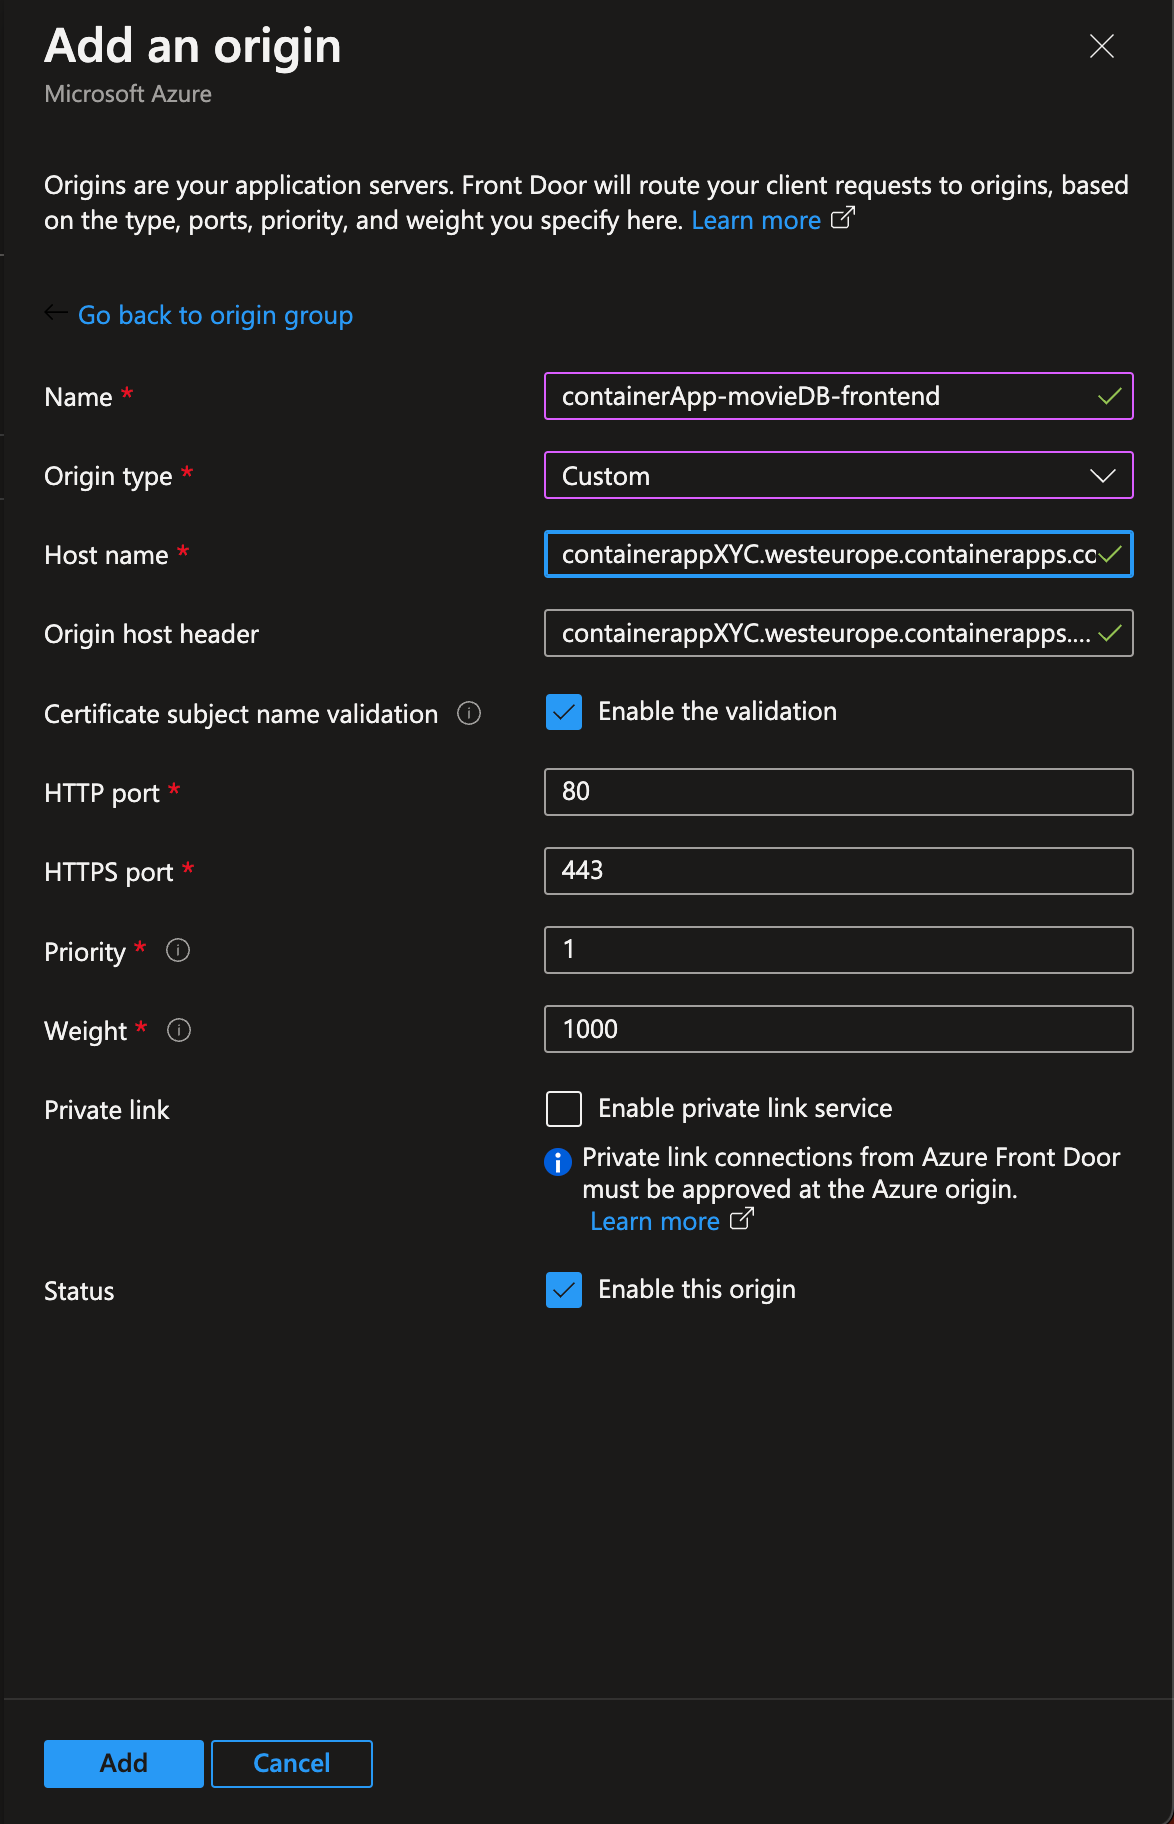 Add an origin
Microsoft Azure
Origins are your application servers. Front Door will route your client requests to origins, based
on the type, ports, priority, and weight you specify here. Learn more
Go back to origin group
Name *
containerApp-movieDB-frontend
Origin type *
Custom
Host name *
containerappXYC.westeurope.containerapps.co
Origin host header
containerappXYC.westeurope.containerapps....
Certificate subject name validation
Enable the validation
HTTP port *
80
HTTPS port *
443
Priority *
1
Weight *
1000
Private link
Enable private link service
Private link connections from Azure Front Door
must be approved at the Azure origin.
Learn more
Status
Enable this origin
Add
Cancel